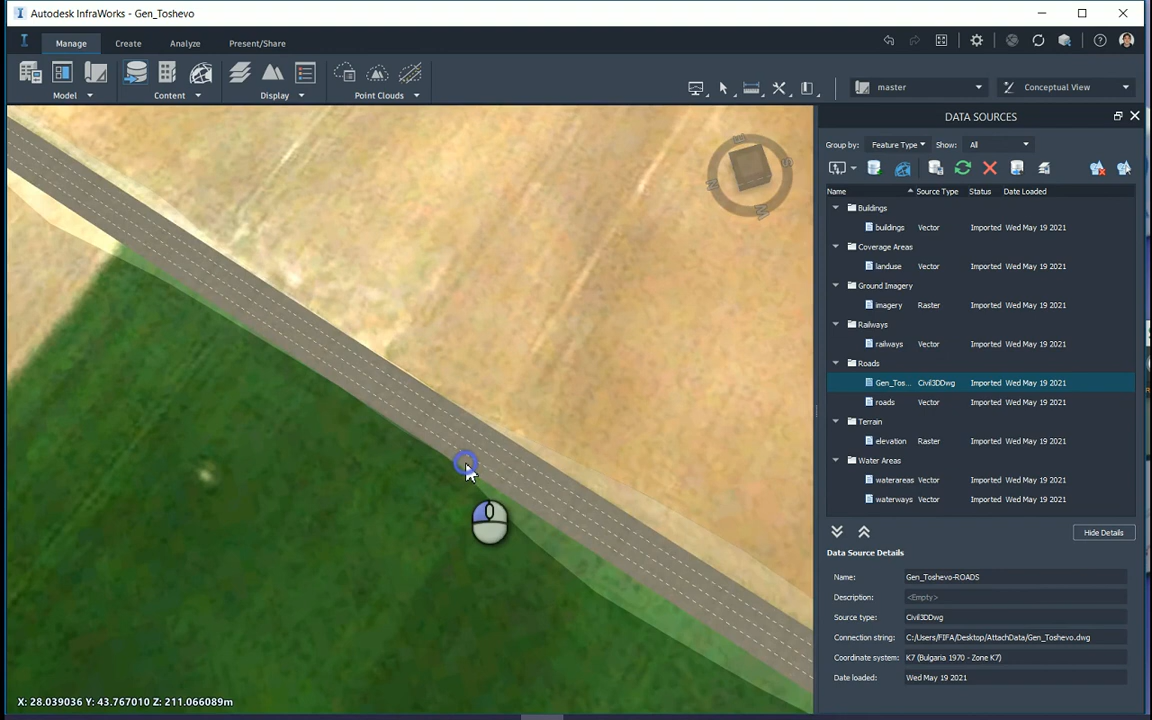 Autodesk InfraWorks - Gen_Toshevo
Manage Create Analyze Present/Share
Model Content Display Point Clouds
master Conceptual View
DATA SOURCES
Group by: Feature Type Show: All
Name Source Type Status Date Loaded
Buildings
buildings Vector Imported Wed May 19 2021
Coverage Areas
landuse Vector Imported Wed May 19 2021
Ground Imagery
imagery Raster Imported Wed May 19 2021
Railways
railways Vector Imported Wed May 19 2021
Roads
Gen_Tos... Civil3DDwg Imported Wed May 19 2021
roads Vector Imported Wed May 19 2021
Terrain
elevation Raster Imported Wed May 19 2021
Water Areas
waterareas Vector Imported Wed May 19 2021
waterways Vector Imported Wed May 19 2021
Hide Details
Data Source Details
Name: Gen_Toshevo-ROADS
Description: <Empty>
Source type: Civil3DDwg
Connection string: C:/Users/FIFA/Desktop/AttachData/Gen_Toshevo.dwg
Coordinate system: K7 (Bulgaria 1970 - Zone K7)
Date loaded: Wed May 19 2021
X: 28.039036 Y: 43.767010 Z: 211.066089m